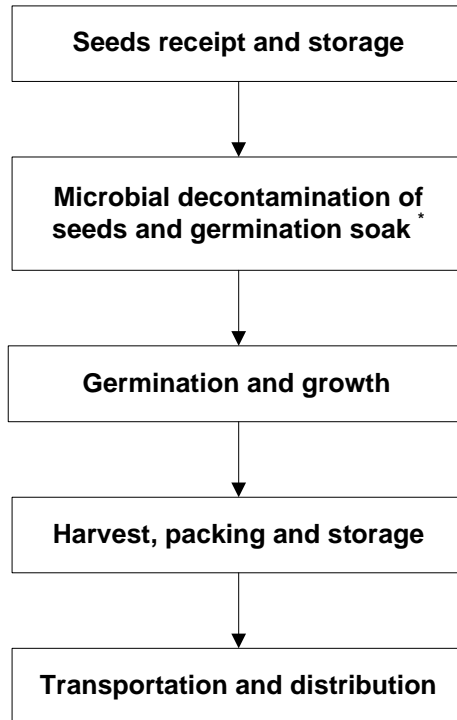 Seeds receipt and storage
Microbial decontamination of
seeds and germination soak *
Germination and growth
Harvest, packing and storage
Transportation and distribution